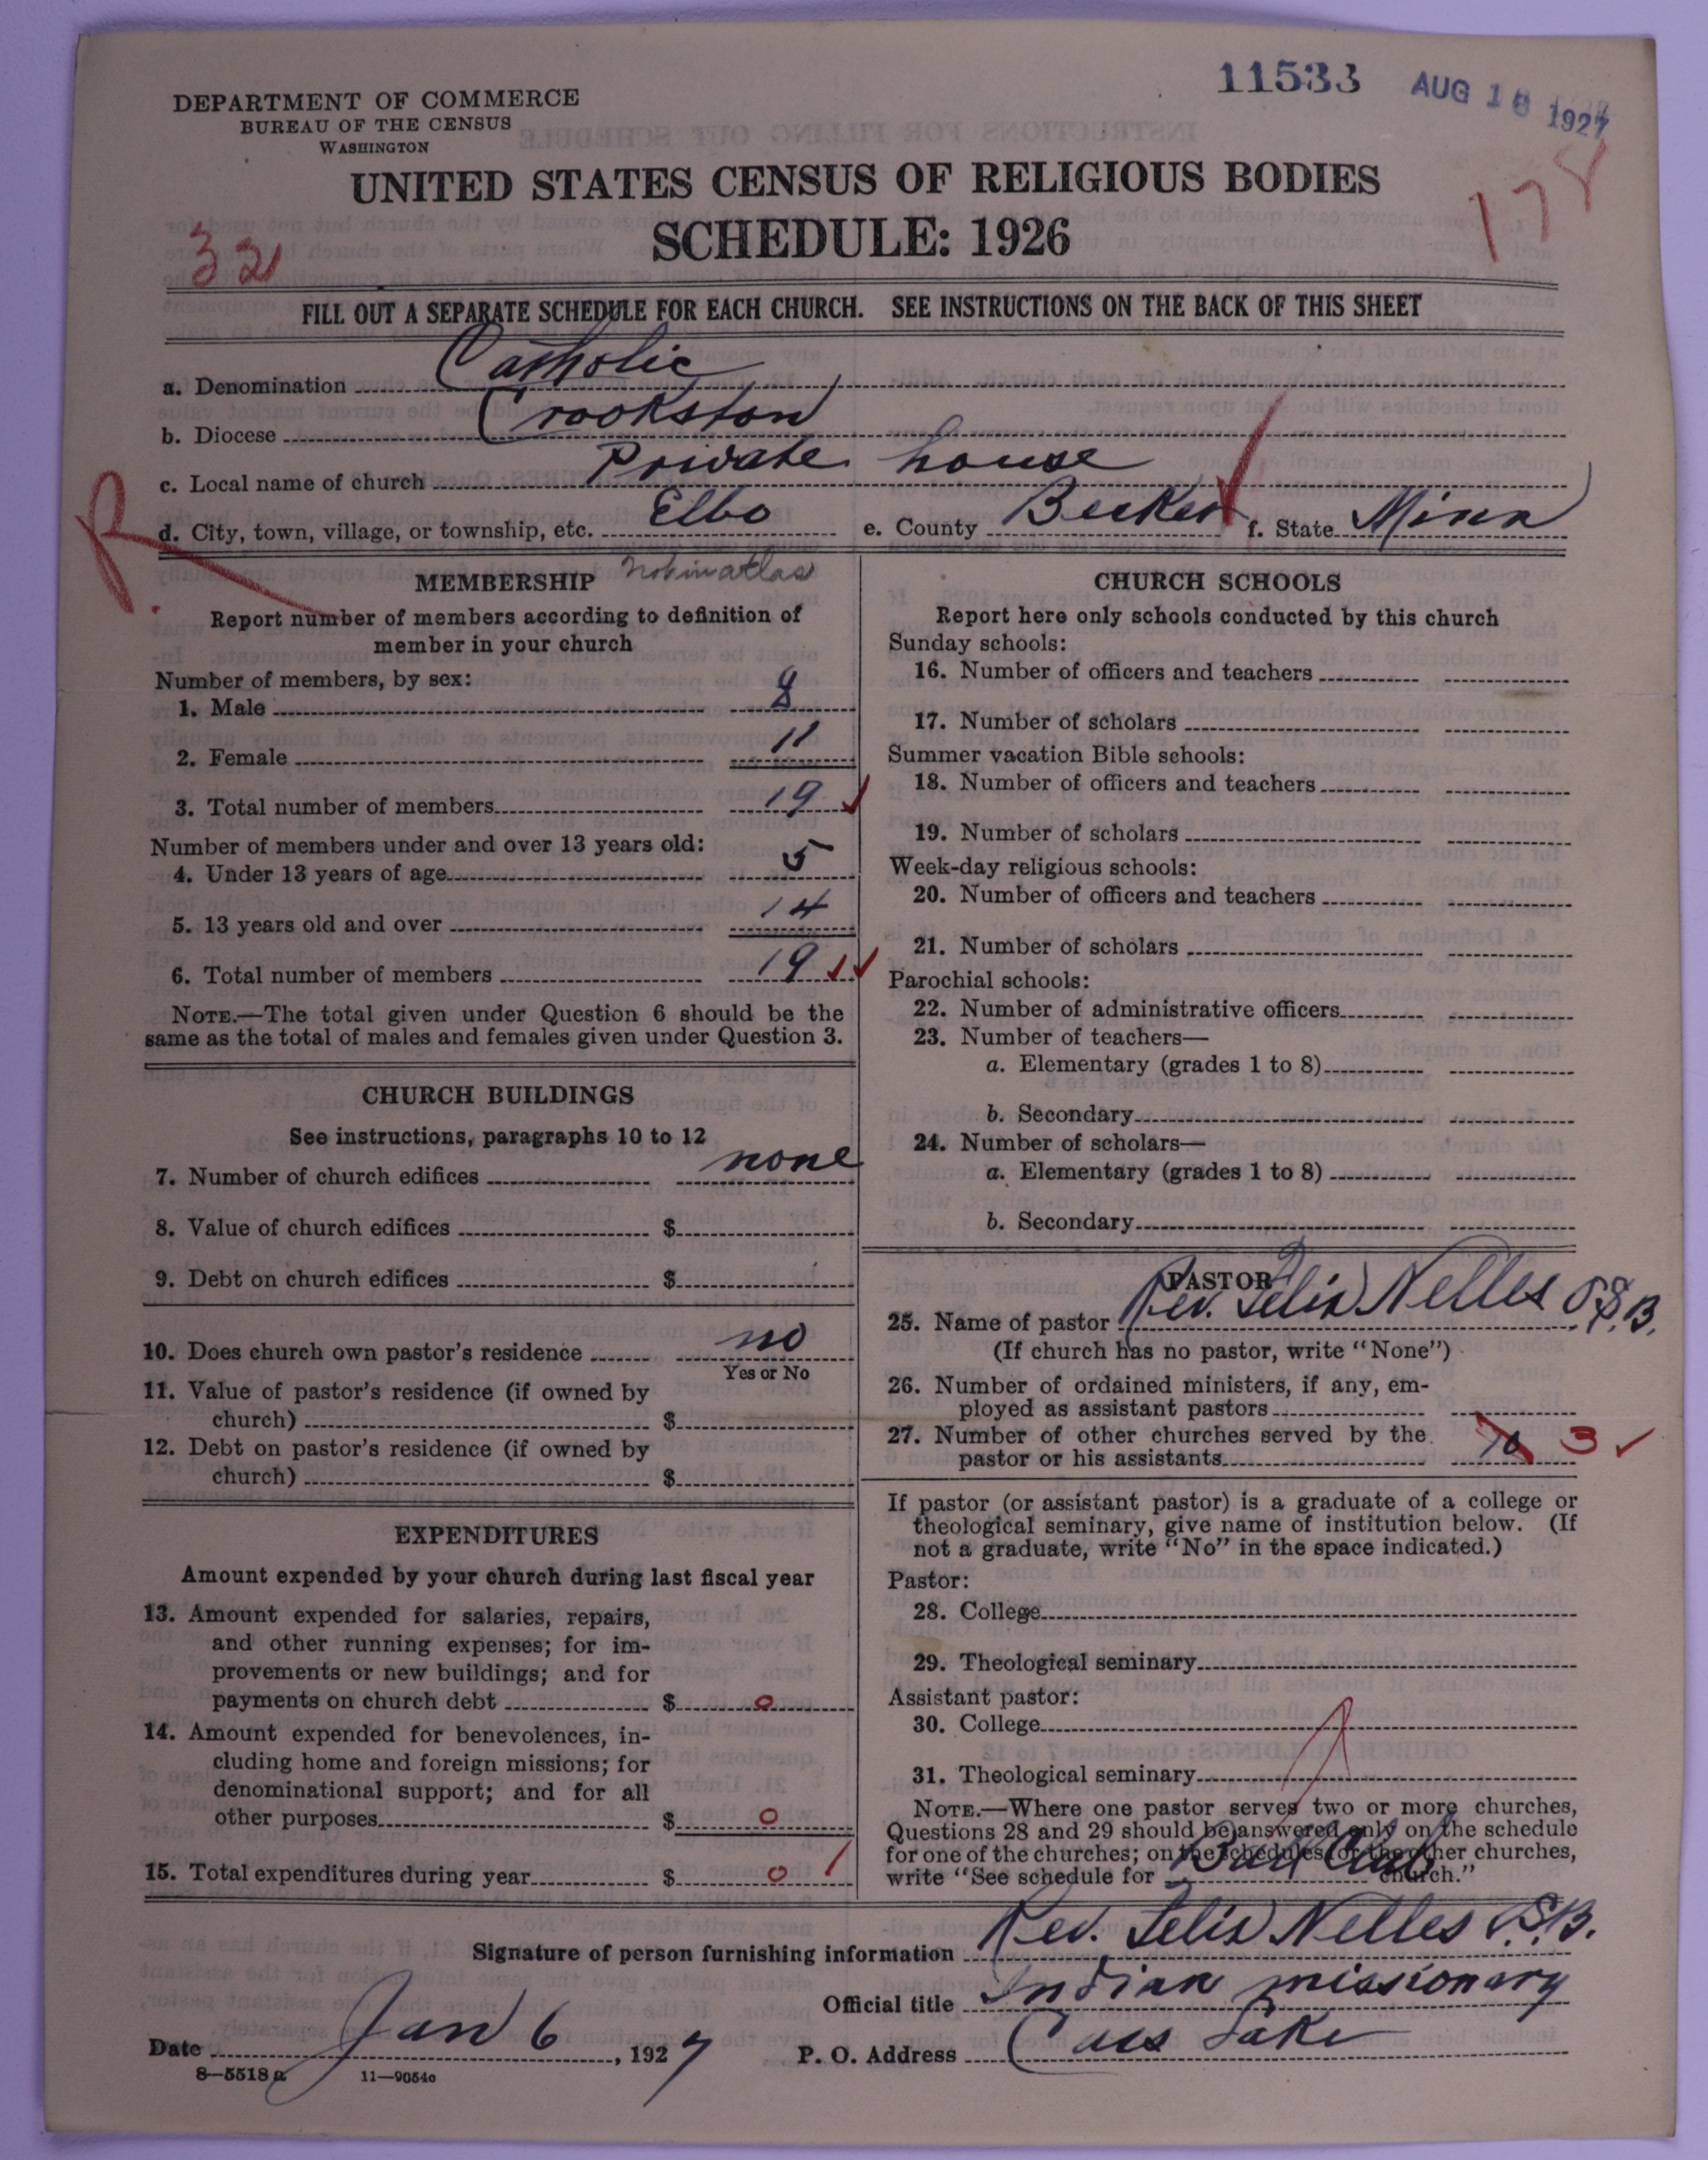 11533 AUG 16 1927
DEPARTMENT OF COMMERCE
BUREAU OF THE CENSUS
WASHINGTON
UNITED STATES CENSUS OF RELIGIOUS BODIES
SCHEDULE: 1926
32
178
FILL OUT A SEPARATE SCHEDULE FOR EACH CHURCH. SEE INSTRUCTIONS ON THE BACK OF THIS SHEET
a. Denomination Catholic
b. Diocese Crookston
c. Local name of church Private house
R
d. City, town, village, or township, etc. Elbo e. County Becker f. State Minn
Not in atlas
MEMBERSHIP
Report number of members according to definition of
member in your church
Number of members, by sex:
1. Male 8
2. Female 11
3. Total number of members 19
Number of members under and over 13 years old:
4. Under 13 years of age 5
5. 13 years old and over 14
6. Total number of members 19
NOTE.—The total given under Question 6 should be the
same as the total of males and females given under Question 3.
CHURCH BUILDINGS
See instructions, paragraphs 10 to 12
7. Number of church edifices none
8. Value of church edifices $
9. Debt on church edifices $
10. Does church own pastor's residence no
Yes or No
11. Value of pastor's residence (if owned by
church) $
12. Debt on pastor's residence (if owned by
church) $
EXPENDITURES
Amount expended by your church during last fiscal year
13. Amount expended for salaries, repairs,
and other running expenses; for im-
provements or new buildings; and for
payments on church debt $ 0
14. Amount expended for benevolences, in-
cluding home and foreign missions; for
denominational support; and for all
other purposes $ 0
15. Total expenditures during year $ 0
CHURCH SCHOOLS
Report here only schools conducted by this church
Sunday schools:
16. Number of officers and teachers
17. Number of scholars
Summer vacation Bible schools:
18. Number of officers and teachers
19. Number of scholars
Week-day religious schools:
20. Number of officers and teachers
21. Number of scholars
Parochial schools:
22. Number of administrative officers
23. Number of teachers—
a. Elementary (grades 1 to 8)
b. Secondary
24. Number of scholars—
a. Elementary (grades 1 to 8)
b. Secondary
PASTOR
25. Name of pastor Rev. Felix Nelles O.S.B.
(If church has no pastor, write "None")
26. Number of ordained ministers, if any, em-
ployed as assistant pastors
27. Number of other churches served by the
pastor or his assistants 10 3
If pastor (or assistant pastor) is a graduate of a college or
theological seminary, give name of institution below. (If
not a graduate, write "No" in the space indicated.)
Pastor:
28. College
29. Theological seminary
Assistant pastor:
30. College
31. Theological seminary
NOTE.—Where one pastor serves two or more churches,
Questions 28 and 29 should be answered only on the schedule
for one of the churches; on the schedules for the other churches,
write "See schedule for Ball Club church."
Signature of person furnishing information Rev. Felix Nelles O.S.B.
Official title Indian missionary
Date Jan 6, 1927 P. O. Address Cass Lake
8—5518a 11—9054c